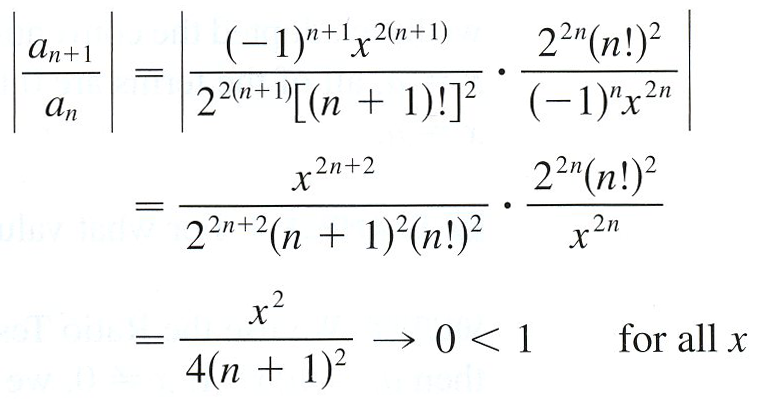 |a_{n+1}/a_n| = |(−1)^{n+1}x^{2(n+1)}/2^{2(n+1)}[(n + 1)!]^2 · 2^{2n}(n!)^2/(−1)^n x^{2n}|
= x^{2n+2}/2^{2n+2}(n + 1)^2(n!)^2 · 2^{2n}(n!)^2/x^{2n}
= x^2/4(n + 1)^2 → 0 < 1 for all x